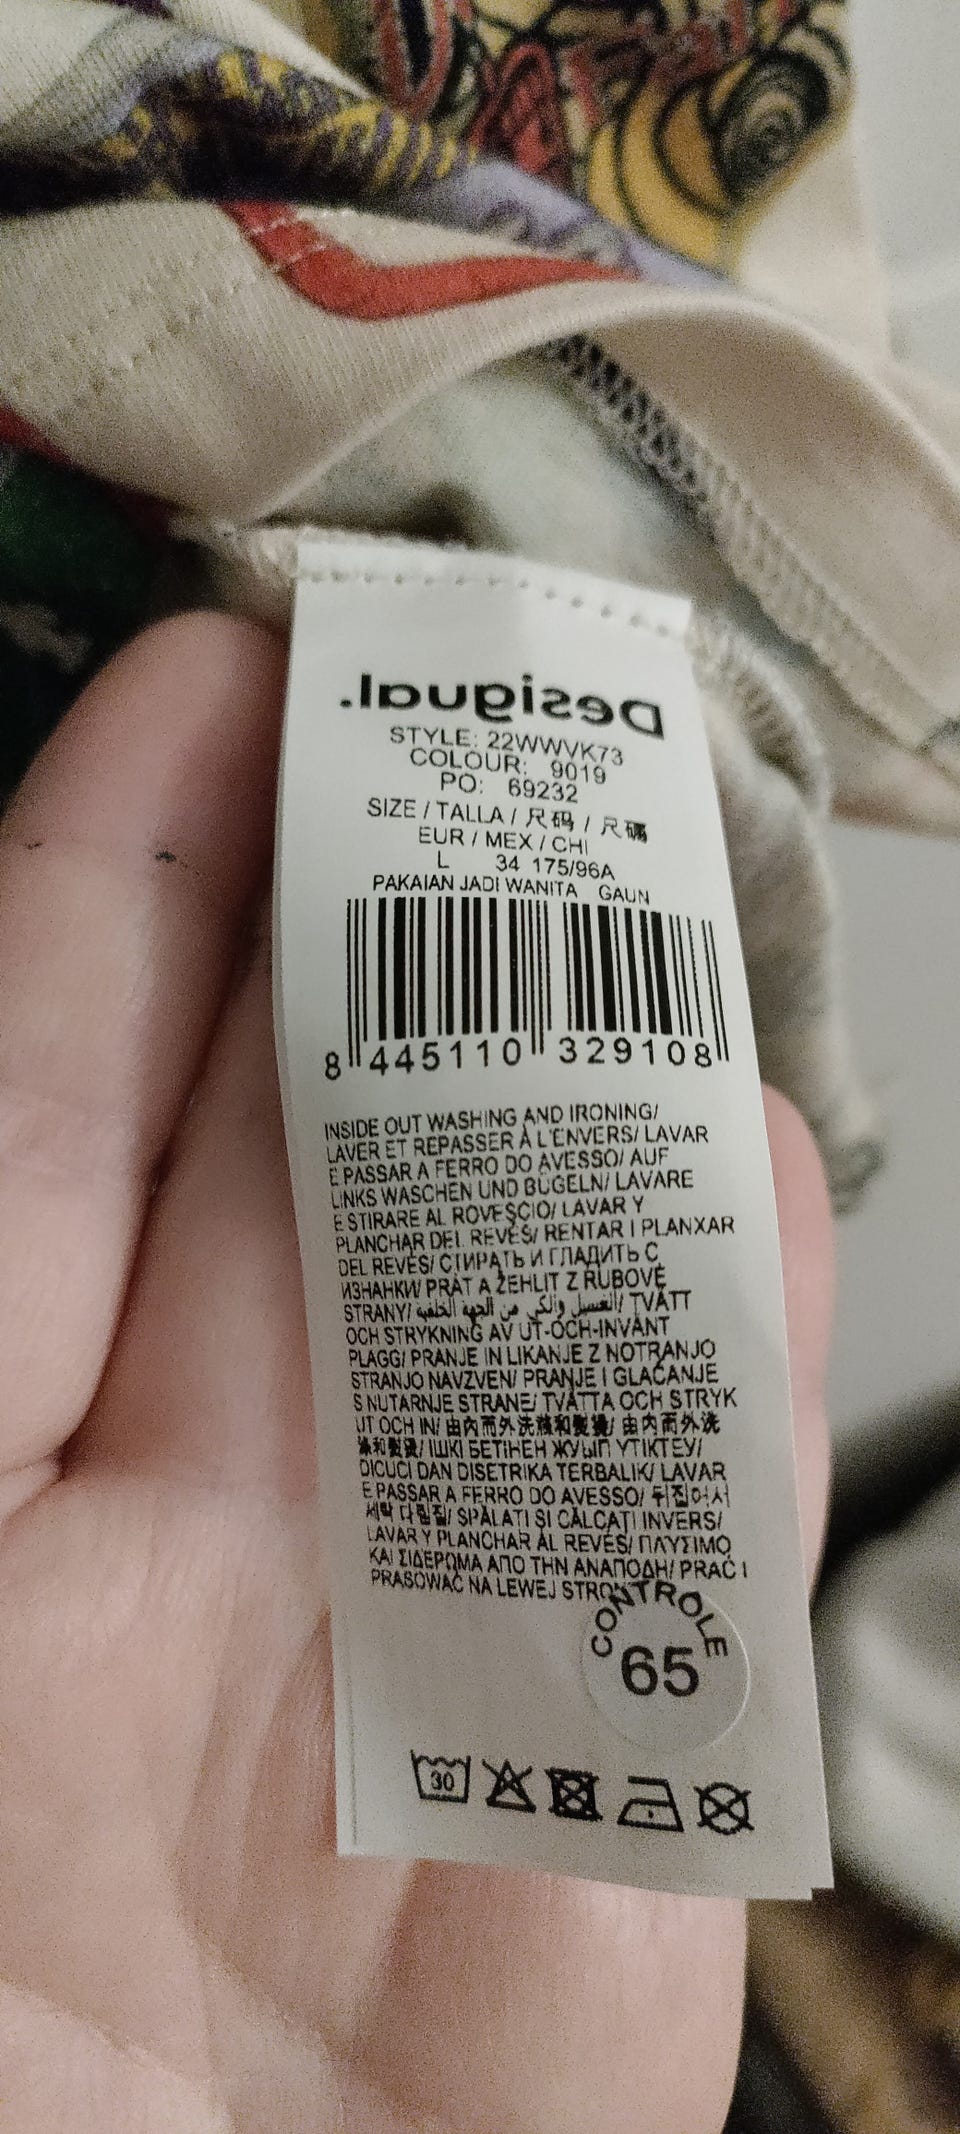 Desigual.
STYLE: 22WWVK73
COLOUR: 9019
PO: 69232
SIZE / TALLA / 尺码 / 尺碼
EUR / MEX / CHI
L 34 175/96A
PAKAIAN JADI WANITA GAUN
8 445110 329108
INSIDE OUT WASHING AND IRONING/
LAVER ET REPASSER À L'ENVERS/ LAVAR
E PASSAR A FERRO DO AVESSO/ AUF
LINKS WASCHEN UND BÜGELN/ LAVARE
E STIRARE AL ROVESCIO/ LAVAR Y
PLANCHAR DEL REVÉS/ RENTAR I PLANXAR
DEL REVÉS/ СТИРАТЬ И ГЛАДИТЬ С
ИЗНАНКИ/ PRÁT A ŽEHLIT Z RUBOVÉ
STRANY/ الغسيل والكي من الجهة الخلفية/ TVÄTT
OCH STRYKNING AV UT-OCH-INVÄNT
PLAGG/ PRANJE IN LIKANJE Z NOTRANJO
STRANJO NAVZVEN/ PRANJE I GLAČANJE
S NUTARNJE STRANE/ TVÄTTA OCH STRYK
UT OCH IN/ 由内而外洗滌和熨燙/ 由内而外洗
滌和熨燙/ ІШКІ БЕТІНЕН ЖУЫП ҮТІКТЕУ/
DICUCI DAN DISETRIKA TERBALIK/ LAVAR
E PASSAR A FERRO DO AVESSO/ 뒤집어서
세탁 다림질/ SPĂLAȚI ȘI CĂLCAȚI INVERS/
LAVAR Y PLANCHAR AL REVÉS/ ΠΛΥΣΙΜΟ
ΚΑΙ ΣΙΔΕΡΩΜΑ ΑΠΟ ΤΗΝ ΑΝΑΠΟΔΗ/ PRAĆ I
PRASOWAĆ NA LEWEJ
CONTROLE
65
30